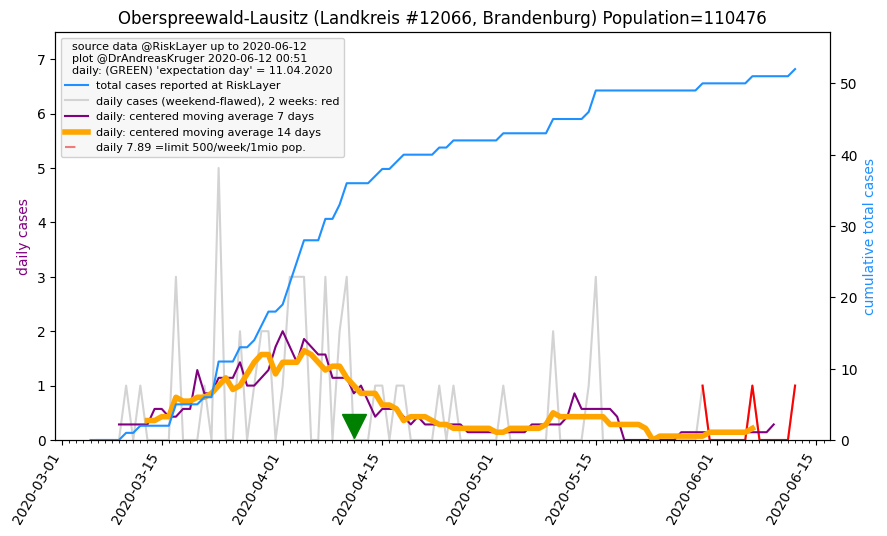 Oberspreewald-Lausitz (Landkreis #12066, Brandenburg) Population=110476
source data @RiskLayer up to 2020-06-12
plot @DrAndreasKruger 2020-06-12 00:51
daily: (GREEN) 'expectation day' = 11.04.2020
total cases reported at RiskLayer
daily cases (weekend-flawed), 2 weeks: red
daily: centered moving average 7 days
daily: centered moving average 14 days
daily 7.89 =limit 500/week/1mio pop.
daily cases
7
6
5
4
3
2
1
0
cumulative total cases
50
40
30
20
10
0
2020-03-01
2020-03-15
2020-04-01
2020-04-15
2020-05-01
2020-05-15
2020-06-01
2020-06-15